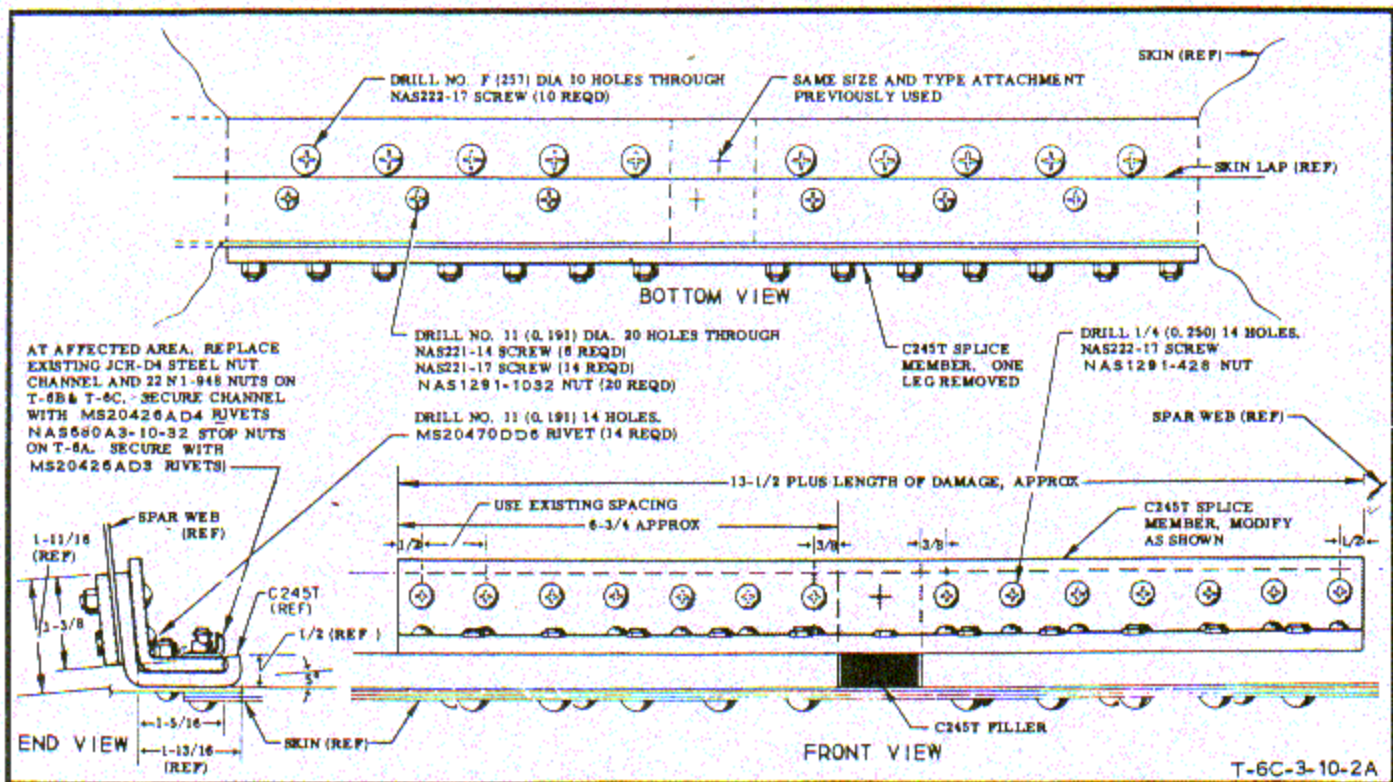 SKIN (REF)
DRILL NO. F (257) DIA 10 HOLES THROUGH
NAS222-17 SCREW (10 REQD)
SAME SIZE AND TYPE ATTACHMENT
PREVIOUSLY USED
SKIN LAP (REF)
BOTTOM VIEW
AT AFFECTED AREA, REPLACE
EXISTING JCH-D4 STEEL NUT
CHANNEL AND 22 N1-948 NUTS ON
T-6B & T-6C. SECURE CHANNEL
WITH MS20426AD4 RIVETS
NAS680A3-10-32 STOP NUTS
ON T-6A. SECURE WITH
MS20426AD3 RIVETS)
DRILL NO. 11 (0.191) DIA. 20 HOLES THROUGH
NAS221-14 SCREW (6 REQD)
NAS221-17 SCREW (14 REQD)
NAS1291-1032 NUT (20 REQD)
DRILL NO. 11 (0.191) 14 HOLES.
MS20470DD6 RIVET (14 REQD)
C245T SPLICE
MEMBER, ONE
LEG REMOVED
DRILL 1/4 (0.250) 14 HOLES.
NAS222-17 SCREW
NAS1291-428 NUT
SPAR WEB (REF)
13-1/2 PLUS LENGTH OF DAMAGE, APPROX
USE EXISTING SPACING
6-3/4 APPROX
1/2
3/8
3/8
C245T SPLICE
MEMBER, MODIFY
AS SHOWN
1/2
SPAR WEB
(REF)
1-11/16
(REF)
1-3/8
C245T
(REF)
1/2 (REF)
1-5/16
1-13/16
(REF)
END VIEW
SKIN (REF)
C245T FILLER
FRONT VIEW
T-6C-3-10-2A